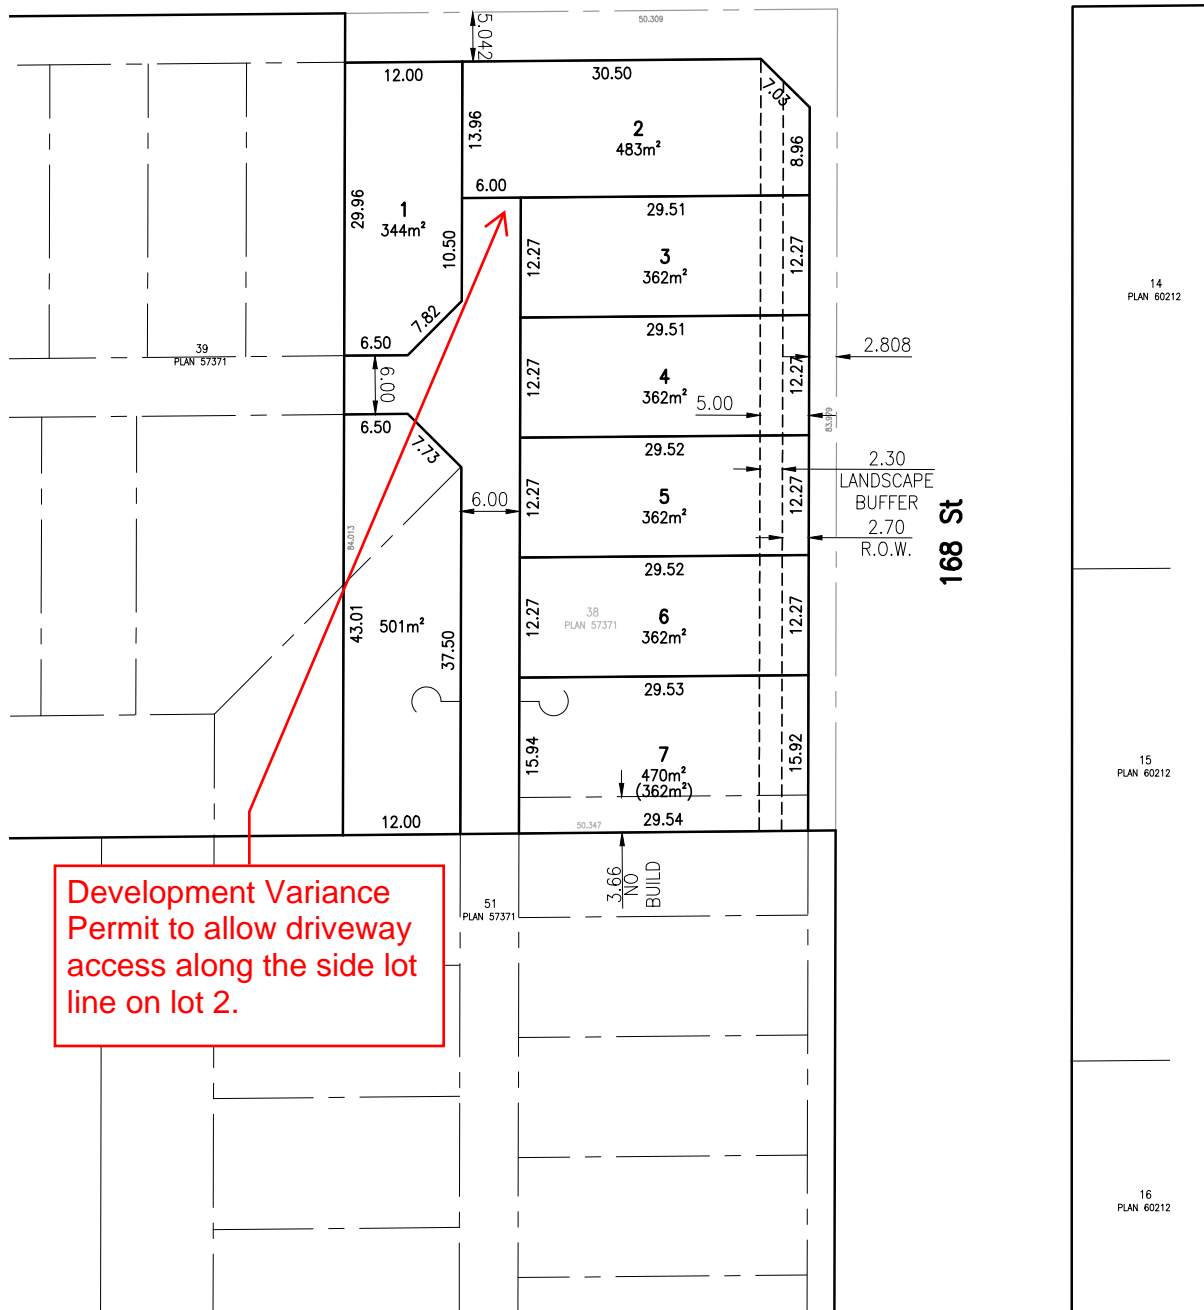 50.309
5.042
12.00
30.50
7.03
13.96
2
483m²
8.96
6.00
29.96
1
344m²
10.50
29.51
12.27
3
362m²
12.27
14
PLAN 60212
7.82
6.50
39
PLAN 57371
6.00
29.51
12.27
4
362m²
12.27
2.808
5.00
83.979
6.50
7.73
29.52
2.30
LANDSCAPE
BUFFER
6.00
12.27
5
362m²
12.27
2.70
R.O.W.
168 St
84.013
29.52
43.01
501m²
37.50
12.27
38
PLAN 57371
6
362m²
12.27
29.53
15.94
7
470m²
(362m²)
15.92
15
PLAN 60212
12.00
50.347
29.54
3.66
NO
BUILD
Development Variance
Permit to allow driveway
access along the side lot
line on lot 2.
51
PLAN 57371
16
PLAN 60212